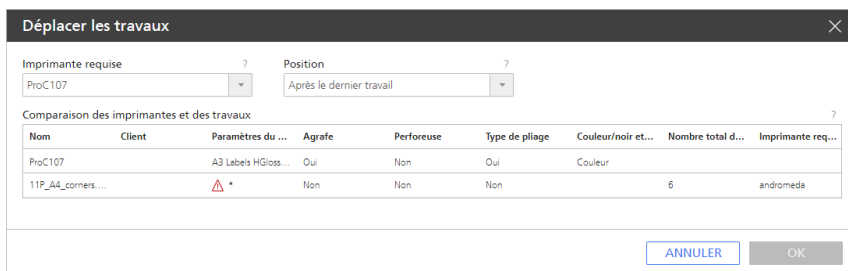 Déplacer les travaux
Imprimante requise ? Position ?
ProC107 Après le dernier travail
Comparaison des imprimantes et des travaux ?
Nom Client Paramètres du ... Agrafe Perforeuse Type de pliage Couleur/noir et... Nombre total d... Imprimante req...
ProC107 A3 Labels HGloss... Oui Non Oui Couleur
11P_A4_corners.... * Non Non Non 6 andromeda
ANNULER OK